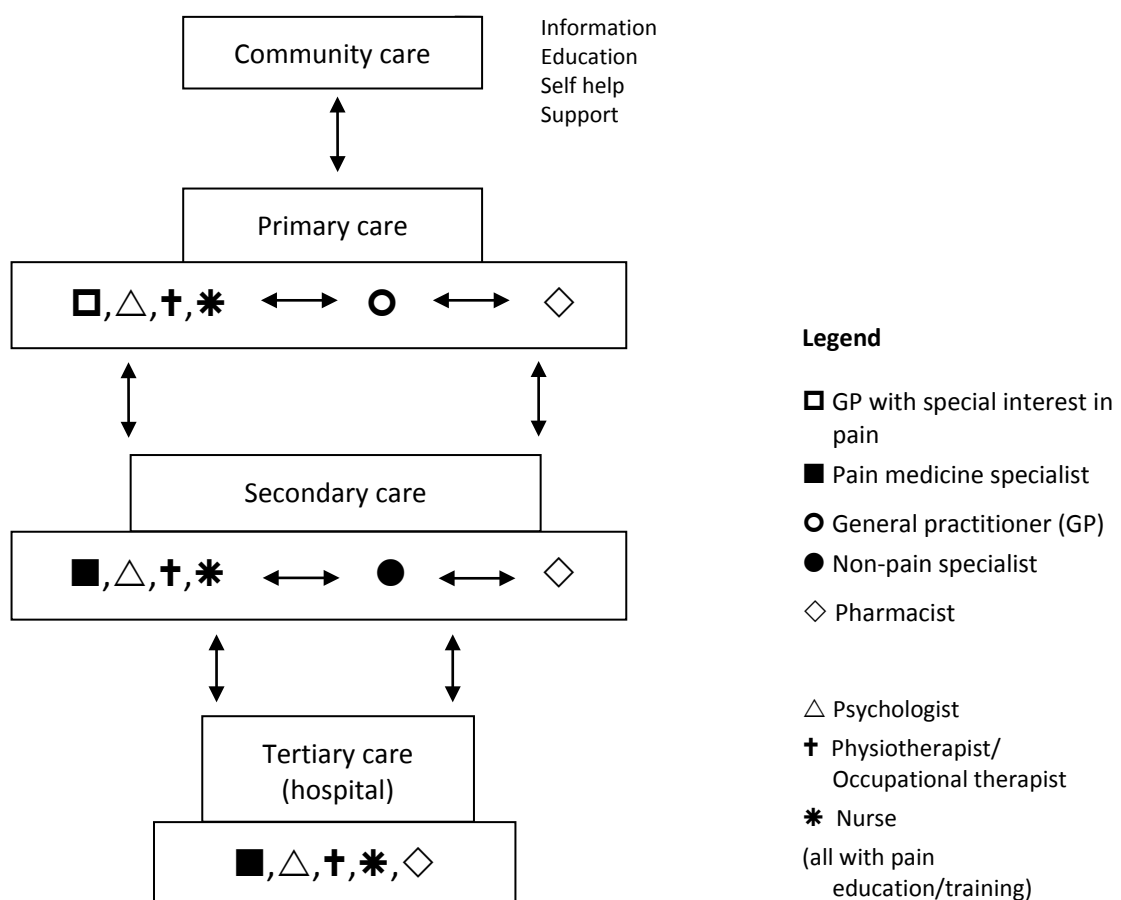 Community care
Information
Education
Self help
Support
Primary care
Secondary care
Tertiary care
(hospital)
Legend
GP with special interest in
pain
Pain medicine specialist
General practitioner (GP)
Non-pain specialist
Pharmacist
Psychologist
Physiotherapist/
Occupational therapist
Nurse
(all with pain
education/training)